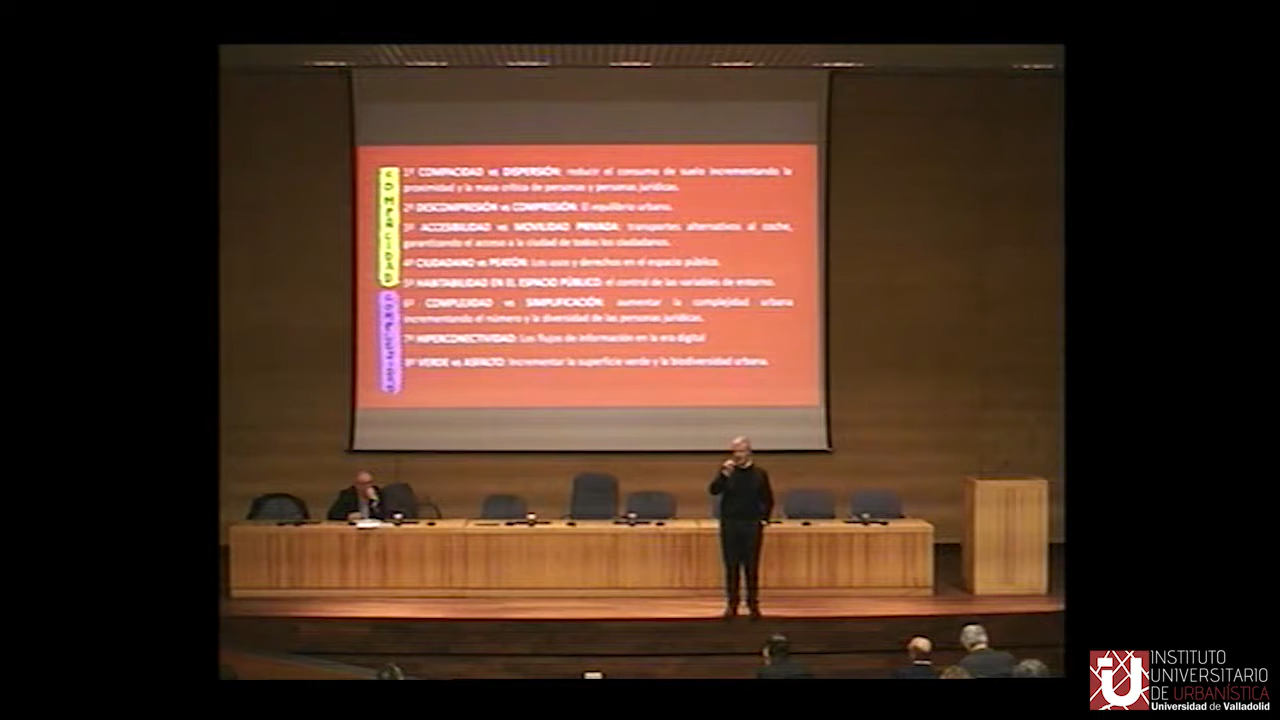 1º COMPACIDAD vs DISPERSIÓN: reducir el consumo de suelo incrementando la
proximidad y la masa crítica de personas y personas jurídicas.
2º DESCOMPRESIÓN vs COMPRESIÓN: El equilibrio urbano.
3º ACCESIBILIDAD vs MOVILIDAD PRIVADA: transportes alternativos al coche,
garantizando el acceso a la ciudad de todos los ciudadanos.
4º CIUDADANO vs PEATÓN: Los usos y derechos en el espacio público.
5º HABITABILIDAD EN EL ESPACIO PÚBLICO: el control de las variables de entorno.
6º COMPLEJIDAD vs SIMPLIFICACIÓN: aumentar la complejidad urbana
incrementando el número y la diversidad de las personas jurídicas.
7º HIPERCONECTIVIDAD: Los flujos de información en la era digital
8º VERDE vs ASFALTO: Incrementar la superficie verde y la biodiversidad urbana.
COMPACIDAD
INSTITUTO
UNIVERSITARIO
DE URBANÍSTICA
Universidad de Valladolid